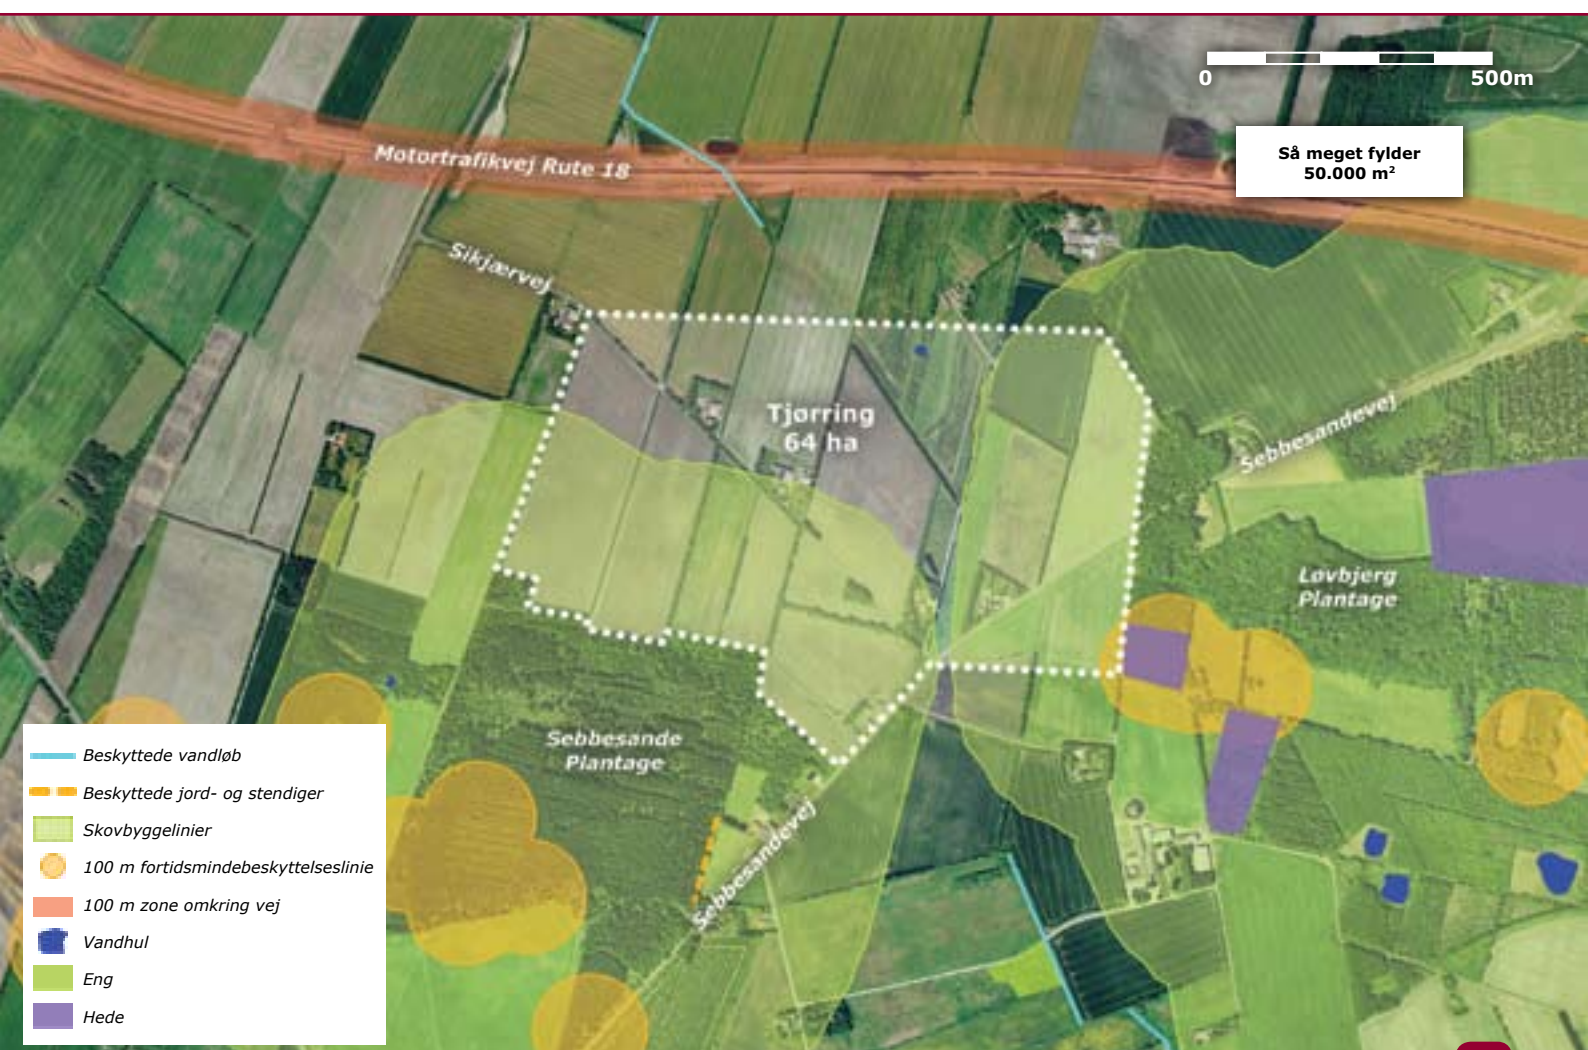 0 500m
Så meget fylder
50.000 m²
Motortrafikvej Rute 18
Sikjærvej
Tjørring
64 ha
Sebbesandevej
Løvbjerg
Plantage
Sebbesande
Plantage
Sebbesandevej
Beskyttede vandløb
Beskyttede jord- og stendiger
Skovbyggelinier
100 m fortidsmindebeskyttelseslinie
100 m zone omkring vej
Vandhul
Eng
Hede